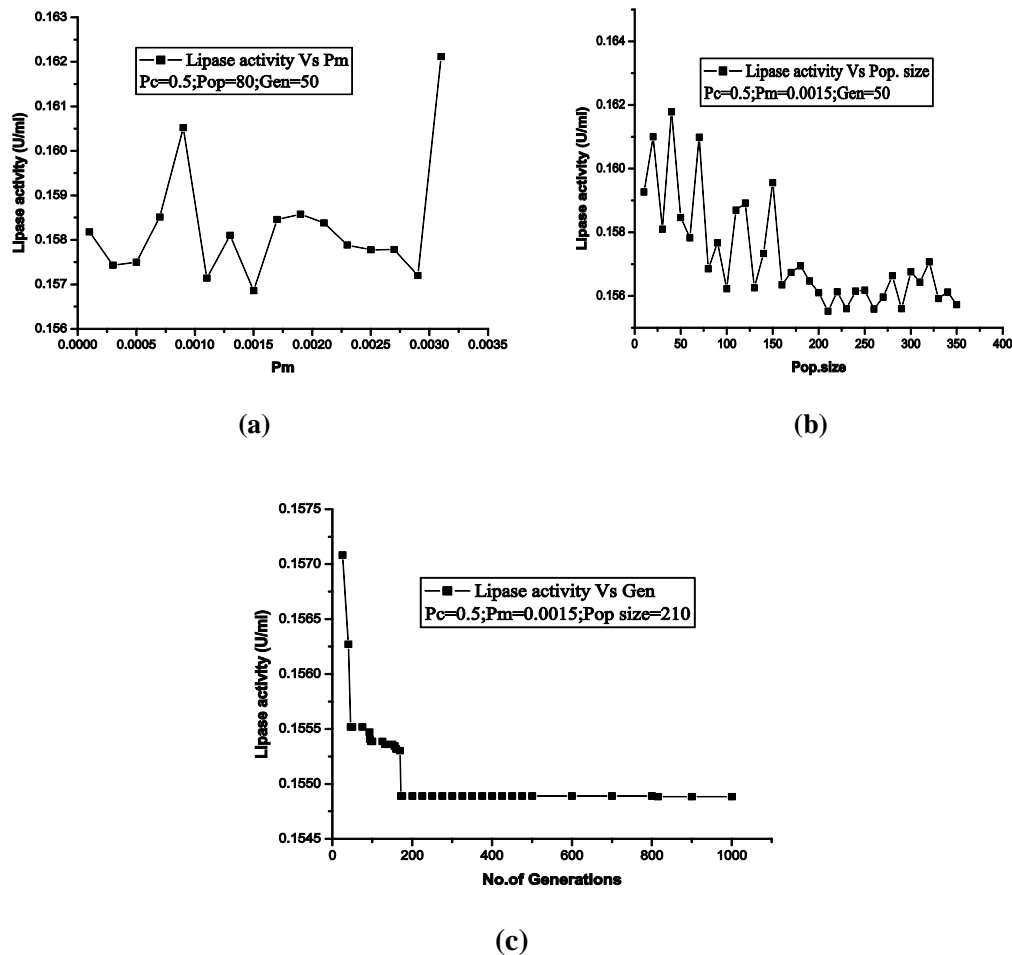 0.163
0.162
0.161
0.160
0.159
0.158
0.157
0.156
Lipase activity (U/ml)
Lipase activity Vs Pm
Pc=0.5;Pop=80;Gen=50
0.0000 0.0005 0.0010 0.0015 0.0020 0.0025 0.0030 0.0035
Pm
(a)
0.164
0.162
0.160
0.158
0.156
Lipase activity (U/ml)
Lipase activity Vs Pop. size
Pc=0.5;Pm=0.0015;Gen=50
0 50 100 150 200 250 300 350 400
Pop.size
(b)
0.1575
0.1570
0.1565
0.1560
0.1555
0.1550
0.1545
Lipase activity (U/ml)
Lipase activity Vs Gen
Pc=0.5;Pm=0.0015;Pop size=210
0 200 400 600 800 1000
No.of Generations
(c)